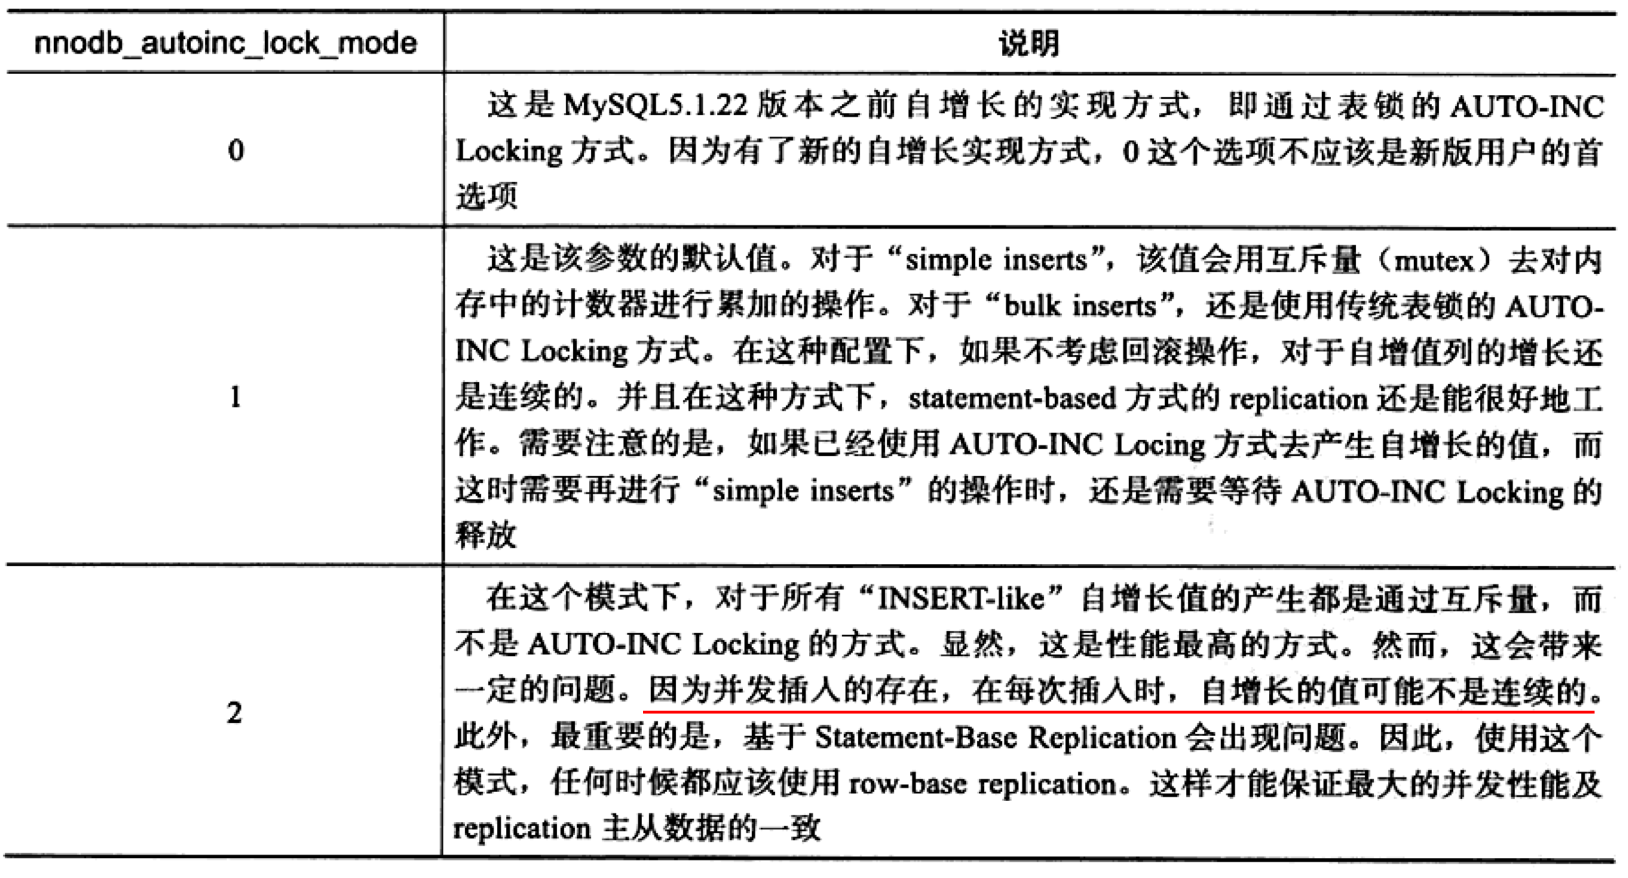 nnodb_autoinc_lock_mode 说明
0
这是 MySQL5.1.22 版本之前自增长的实现方式，即通过表锁的 AUTO-INC
Locking 方式。因为有了新的自增长实现方式，0 这个选项不应该是新版用户的首
选项
1
这是该参数的默认值。对于“simple inserts”，该值会用互斥量（mutex）去对内
存中的计数器进行累加的操作。对于“bulk inserts”，还是使用传统表锁的 AUTO-
INC Locking 方式。在这种配置下，如果不考虑回滚操作，对于自增值列的增长还
是连续的。并且在这种方式下，statement-based 方式的 replication 还是能很好地工
作。需要注意的是，如果已经使用 AUTO-INC Locing 方式去产生自增长的值，而
这时需要再进行“simple inserts”的操作时，还是需要等待 AUTO-INC Locking 的
释放
2
在这个模式下，对于所有“INSERT-like”自增长值的产生都是通过互斥量，而
不是 AUTO-INC Locking 的方式。显然，这是性能最高的方式。然而，这会带来
一定的问题。因为并发插入的存在，在每次插入时，自增长的值可能不是连续的。
此外，最重要的是，基于 Statement-Base Replication 会出现问题。因此，使用这个
模式，任何时候都应该使用 row-base replication。这样才能保证最大的并发性能及
replication 主从数据的一致